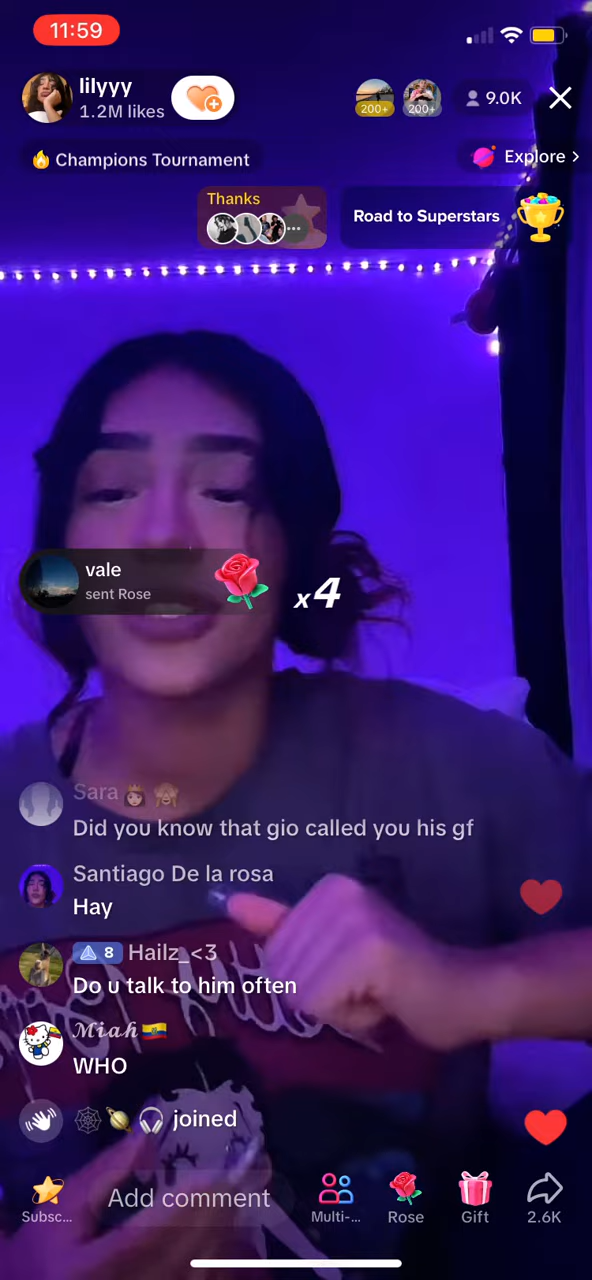 11:59
lilyyy
1.2M likes
200+
200+
9.0K
Champions Tournament
Explore >
Thanks
Road to Superstars
vale
sent Rose
x4
Sara
Did you know that gio called you his gf
Santiago De la rosa
Hay
8 Hailz_<3
Do u talk to him often
𝓜𝓲𝓪𝓱
WHO
joined
Subsc...
Add comment
Multi-...
Rose
Gift
2.6K